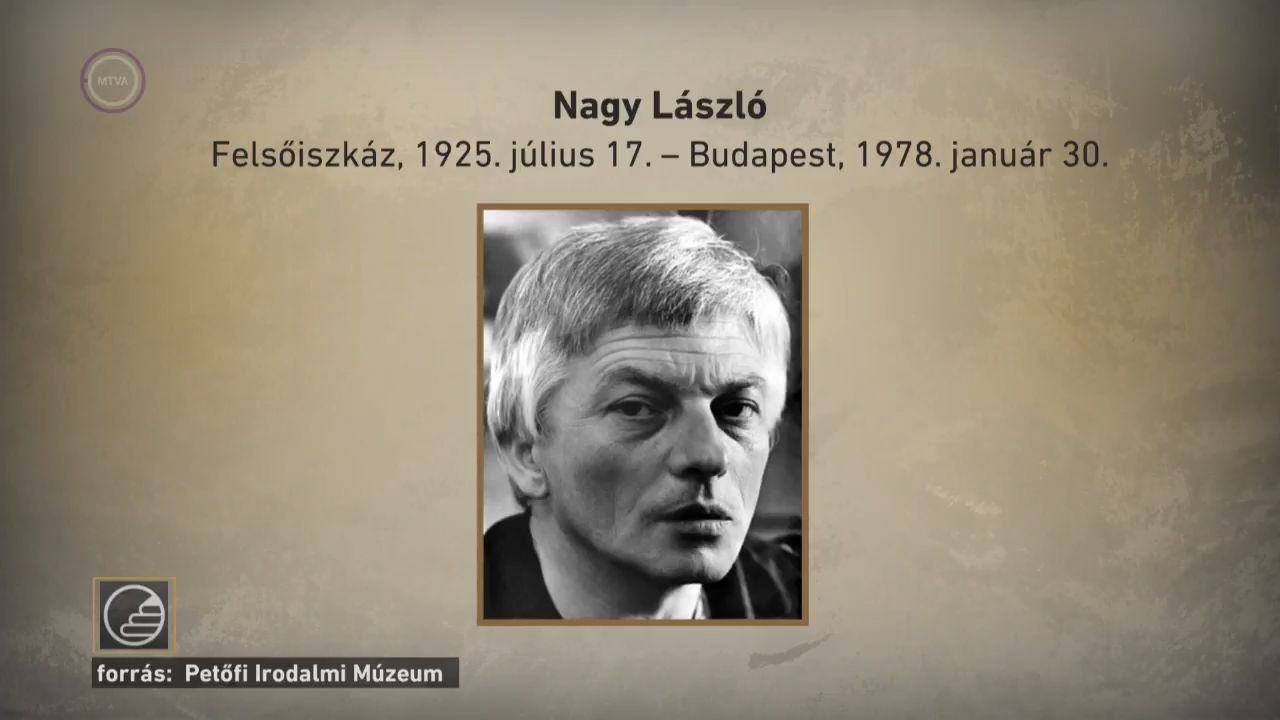 MTVA
Nagy László
Felsőiszkáz, 1925. július 17. – Budapest, 1978. január 30.
forrás: Petőfi Irodalmi Múzeum